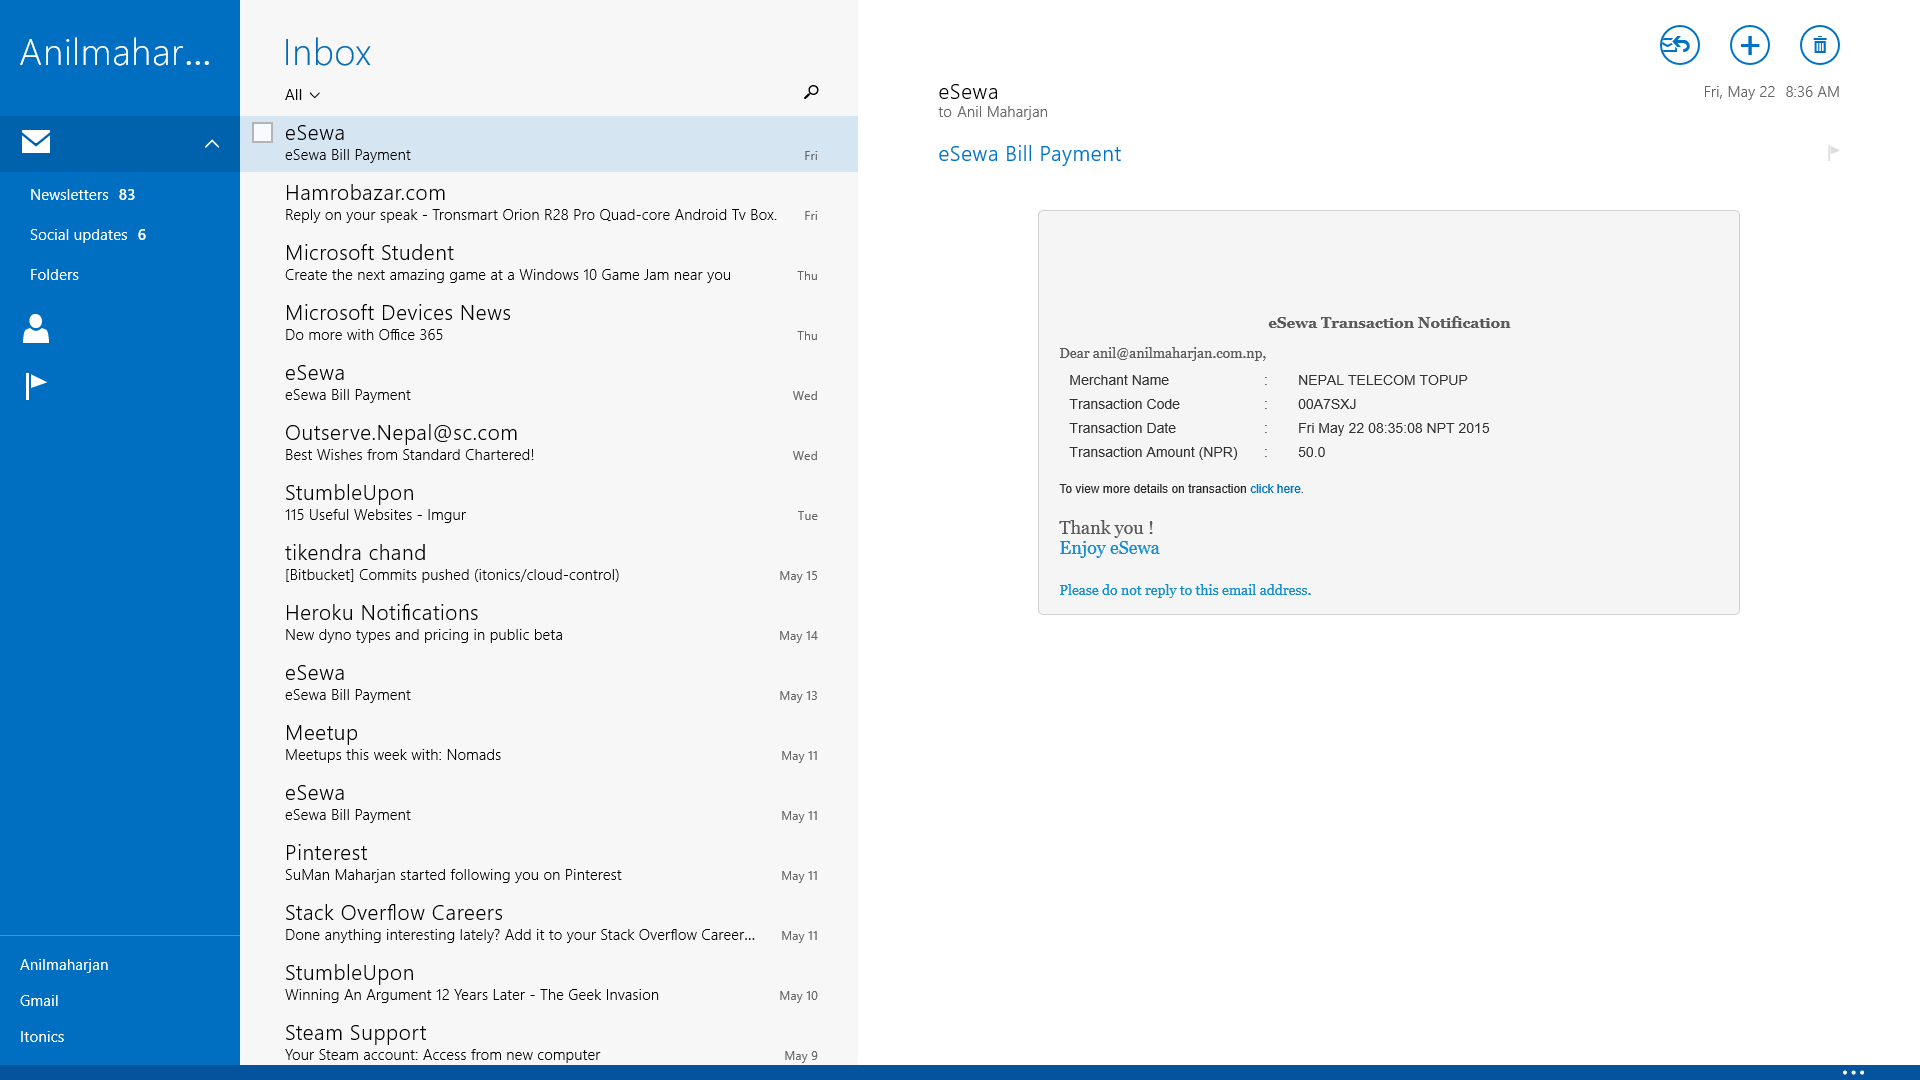 Anilmahar...
Newsletters 83
Social updates 6
Folders
Anilmaharjan
Gmail
Itonics
Inbox
All
eSewa
eSewa Bill Payment
Fri
Hamrobazar.com
Reply on your speak - Tronsmart Orion R28 Pro Quad-core Android Tv Box.
Fri
Microsoft Student
Create the next amazing game at a Windows 10 Game Jam near you
Thu
Microsoft Devices News
Do more with Office 365
Thu
eSewa
eSewa Bill Payment
Wed
Outserve.Nepal@sc.com
Best Wishes from Standard Chartered!
Wed
StumbleUpon
115 Useful Websites - Imgur
Tue
tikendra chand
[Bitbucket] Commits pushed (itonics/cloud-control)
May 15
Heroku Notifications
New dyno types and pricing in public beta
May 14
eSewa
eSewa Bill Payment
May 13
Meetup
Meetups this week with: Nomads
May 11
eSewa
eSewa Bill Payment
May 11
Pinterest
SuMan Maharjan started following you on Pinterest
May 11
Stack Overflow Careers
Done anything interesting lately? Add it to your Stack Overflow Career...
May 11
StumbleUpon
Winning An Argument 12 Years Later - The Geek Invasion
May 10
Steam Support
Your Steam account: Access from new computer
May 9
eSewa
Fri, May 22 8:36 AM
to Anil Maharjan
eSewa Bill Payment
eSewa Transaction Notification
Dear anil@anilmaharjan.com.np,
Merchant Name : NEPAL TELECOM TOPUP
Transaction Code : 00A7SXJ
Transaction Date : Fri May 22 08:35:08 NPT 2015
Transaction Amount (NPR) : 50.0
To view more details on transaction click here.
Thank you !
Enjoy eSewa
Please do not reply to this email address.